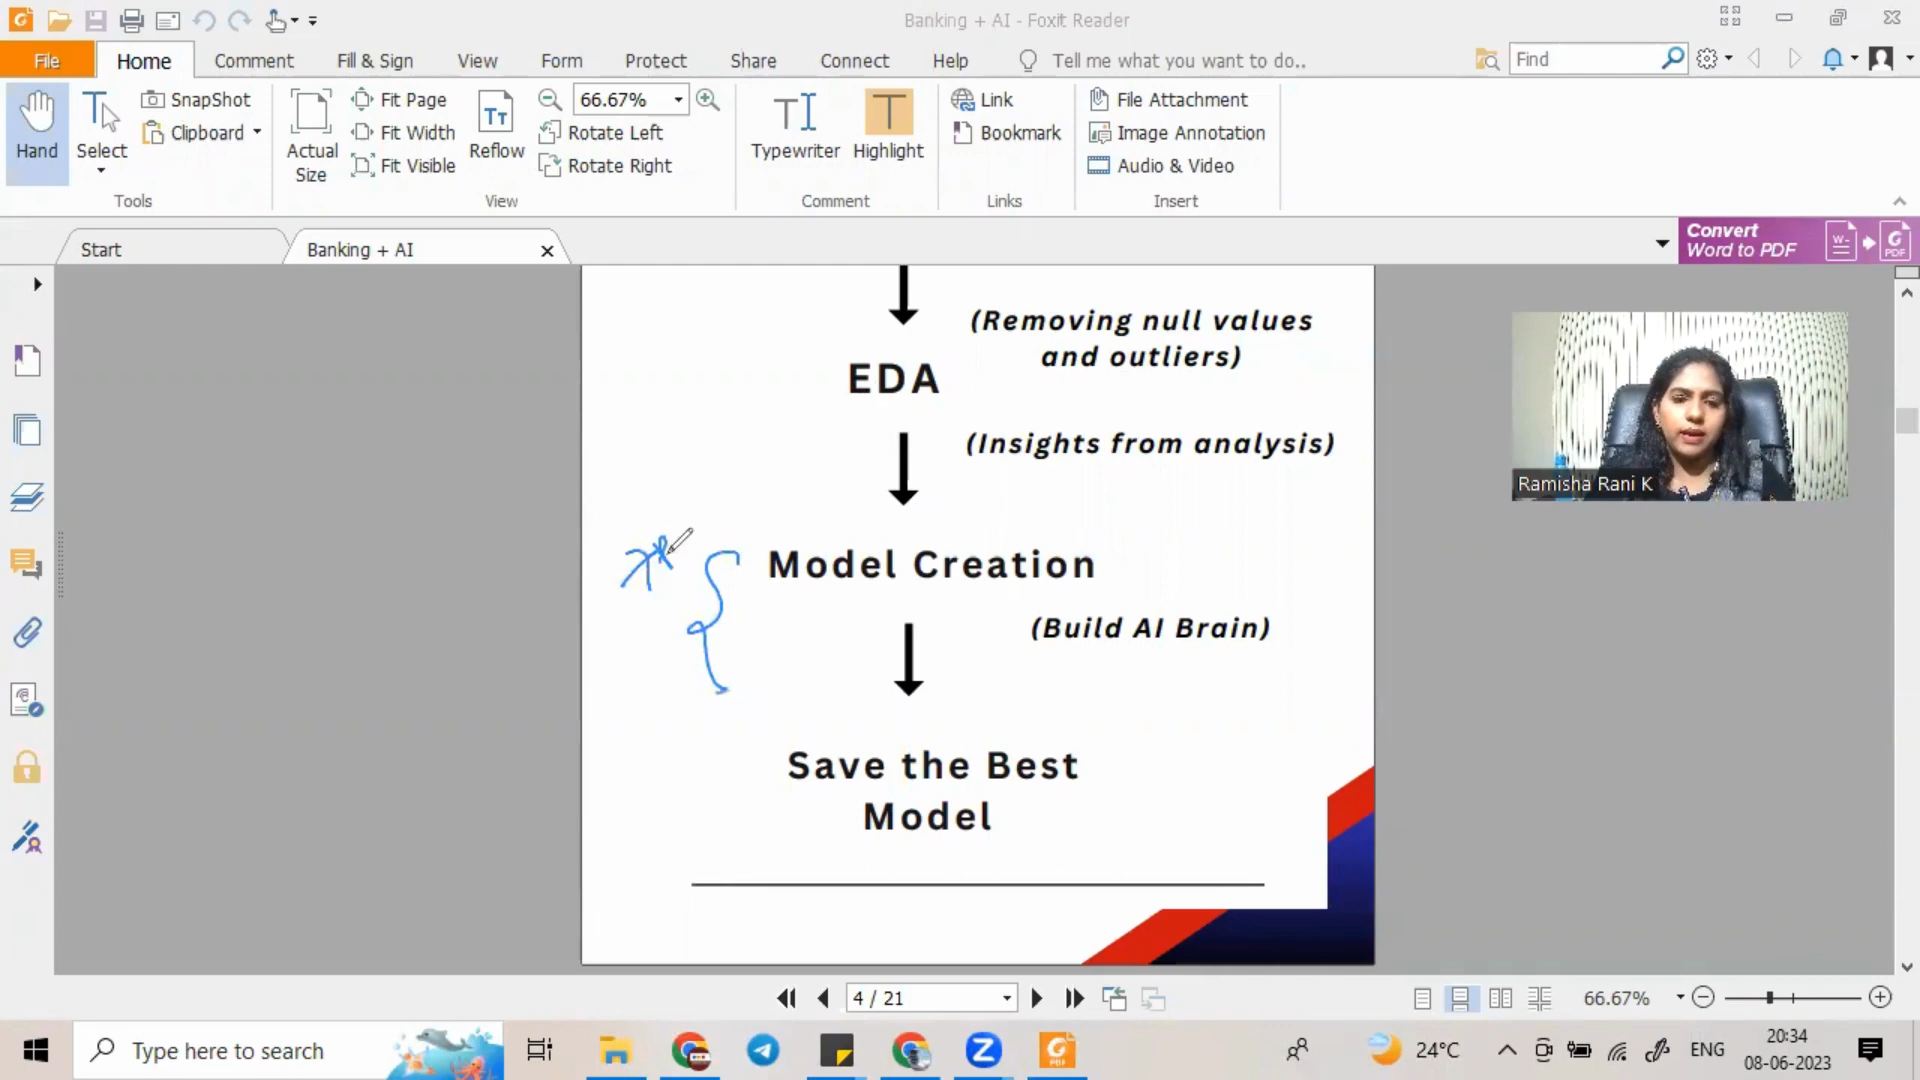 Banking + AI - Foxit Reader
File
Home
Comment
Fill & Sign
View
Form
Protect
Share
Connect
Help
Tell me what you want to do..
Find
Hand
Select
SnapShot
Clipboard
Tools
Actual
Size
Fit Page
Fit Width
Fit Visible
Reflow
66.67%
Rotate Left
Rotate Right
View
Typewriter
Highlight
Comment
Link
Bookmark
Links
File Attachment
Image Annotation
Audio & Video
Insert
Start
Banking + AI
Convert
Word to PDF
(Removing null values
and outliers)
EDA
(Insights from analysis)
Model Creation
(Build AI Brain)
Save the Best
Model
Ramisha Rani K
4 / 21
66.67%
Type here to search
24°C
ENG
20:34
08-06-2023